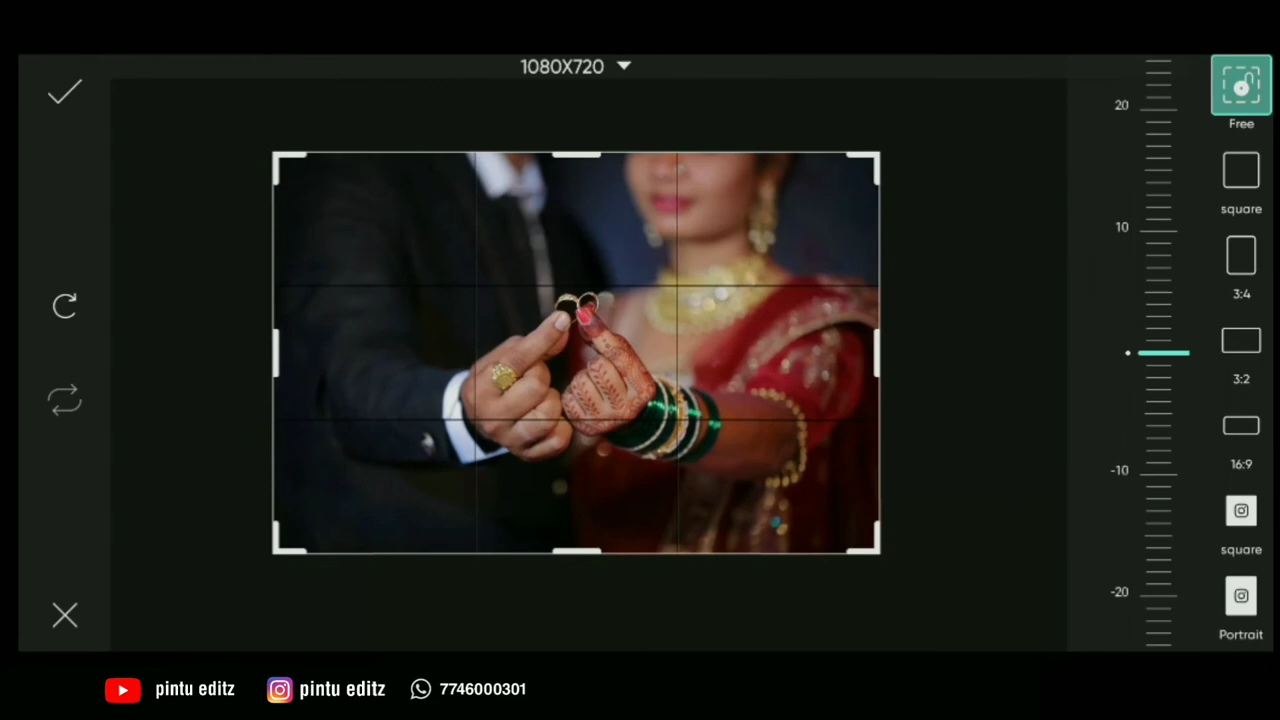 1080X720
20
10
-10
-20
Free
square
3:4
3:2
16:9
square
Portrait
pintu editz pintu editz 7746000301